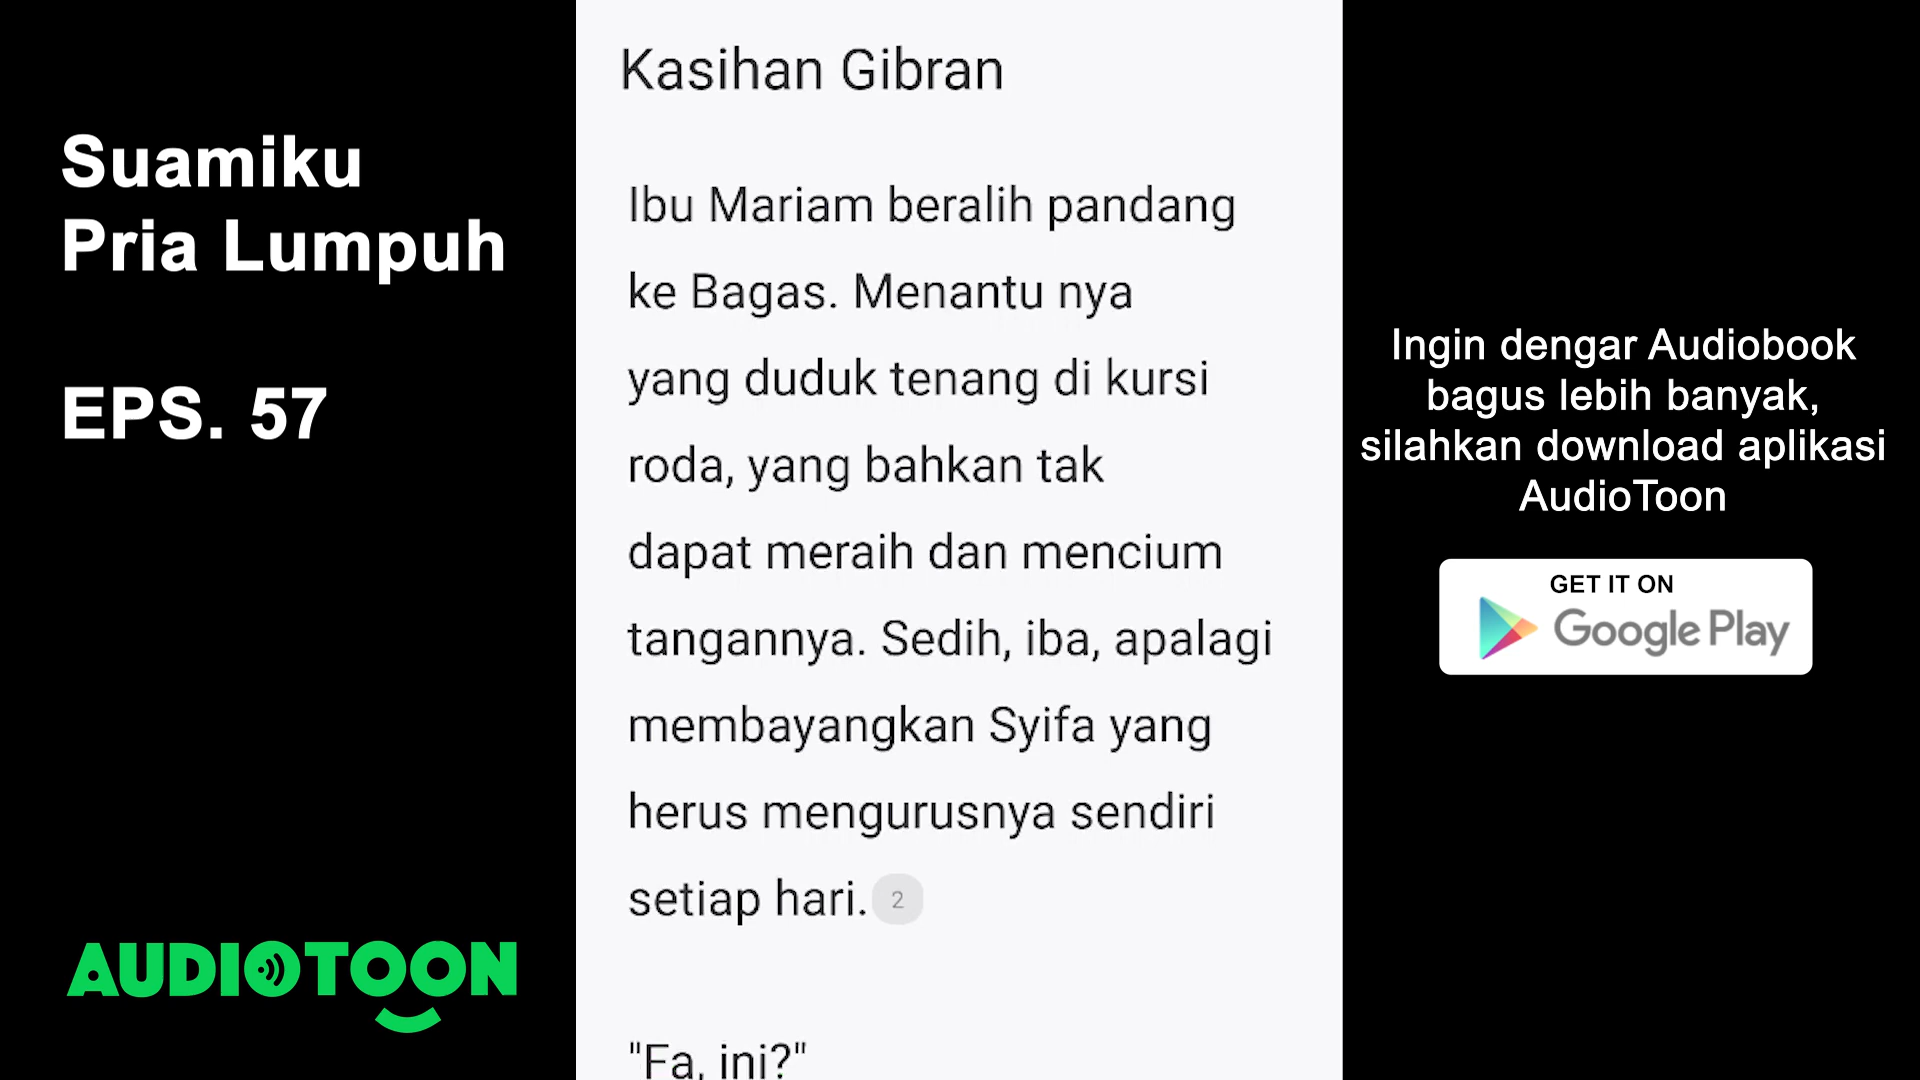 Suamiku
Pria Lumpuh
EPS. 57
AUDIOTOON
Kasihan Gibran
Ibu Mariam beralih pandang
ke Bagas. Menantu nya
yang duduk tenang di kursi
roda, yang bahkan tak
dapat meraih dan mencium
tangannya. Sedih, iba, apalagi
membayangkan Syifa yang
herus mengurusnya sendiri
setiap hari. 2
"Fa, ini?"
Ingin dengar Audiobook
bagus lebih banyak,
silahkan download aplikasi
AudioToon
GET IT ON
Google Play